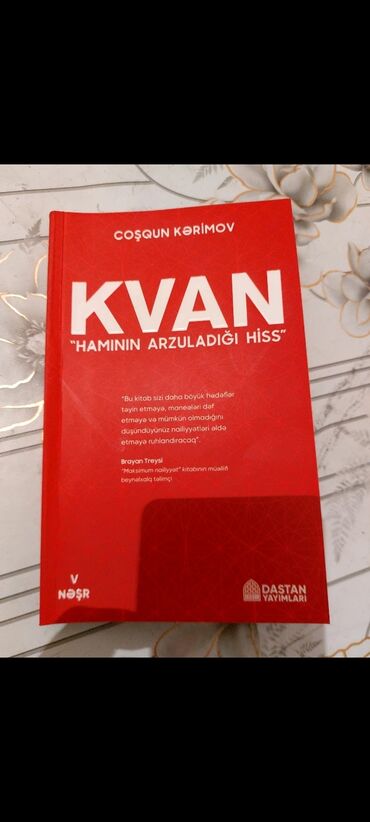 COŞQUN KƏRİMOV
KVAN
"HAMININ ARZULADIĞI HİSS"
"Bu kitab sizi daha böyük hədəflər
təyin etməyə, maneələri dəf
etməyə və mümkün olmadığını
düşündüyünüz nailiyyətləri əldə
etməyə ruhlandıracaq".
Brayan Treysi
"Maksimum nailiyyət" kitabının müəllifi
beynəlxalq təlimçi
V
NƏŞR
DASTAN
YAYIMLARI